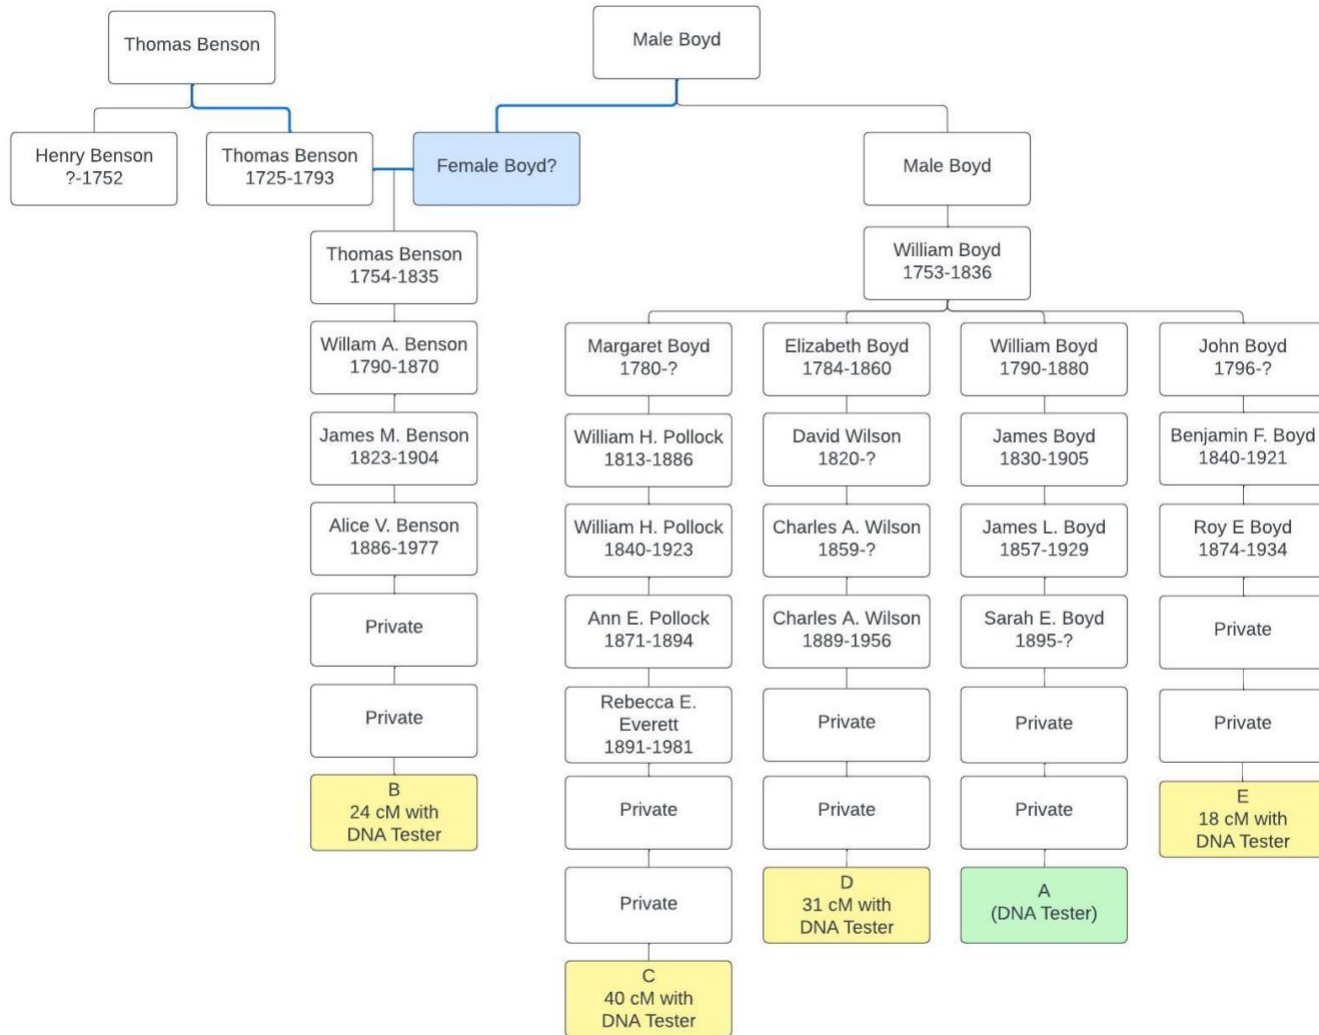 Thomas Benson
Male Boyd
Henry Benson
?-1752
Thomas Benson
1725-1793
Female Boyd?
Male Boyd
Thomas Benson
1754-1835
William Boyd
1753-1836
Willam A. Benson
1790-1870
Margaret Boyd
1780-?
Elizabeth Boyd
1784-1860
William Boyd
1790-1880
John Boyd
1796-?
James M. Benson
1823-1904
William H. Pollock
1813-1886
David Wilson
1820-?
James Boyd
1830-1905
Benjamin F. Boyd
1840-1921
Alice V. Benson
1886-1977
William H. Pollock
1840-1923
Charles A. Wilson
1859-?
James L. Boyd
1857-1929
Roy E Boyd
1874-1934
Private
Ann E. Pollock
1871-1894
Charles A. Wilson
1889-1956
Sarah E. Boyd
1895-?
Private
Private
Rebecca E.
Everett
1891-1981
Private
Private
Private
B
24 cM with
DNA Tester
Private
Private
Private
E
18 cM with
DNA Tester
Private
D
31 cM with
DNA Tester
A
(DNA Tester)
C
40 cM with
DNA Tester